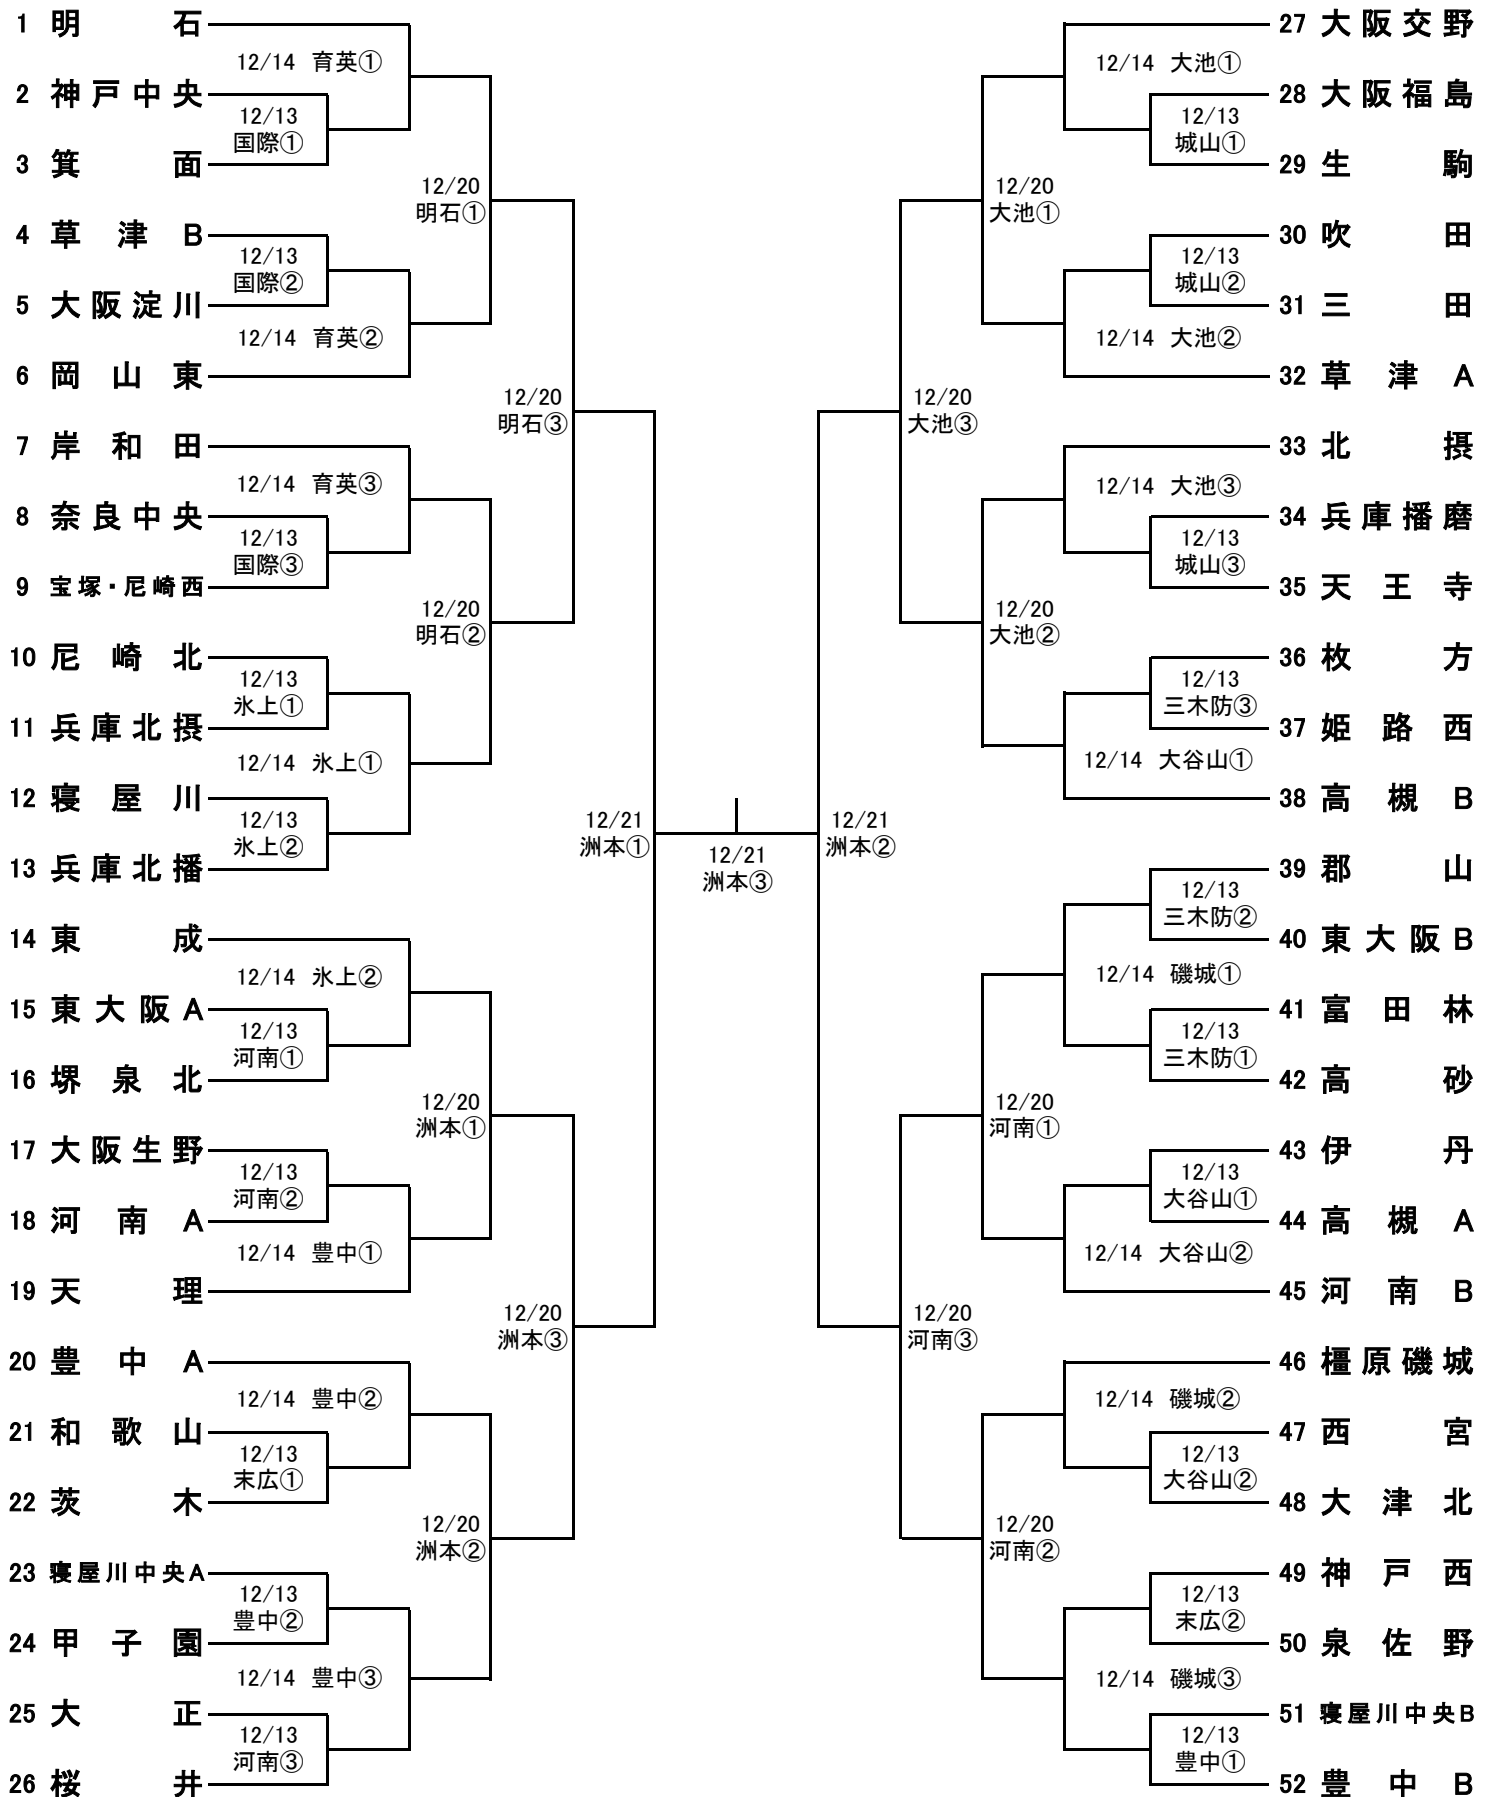 1 明石
12/14 育英①
2 神戸中央
12/13
国際①
3 箕面
12/20
明石①
4 草津B
12/13
国際②
5 大阪淀川
12/14 育英②
6 岡山東
12/20
明石③
7 岸和田
12/14 育英③
8 奈良中央
12/13
国際③
9 宝塚・尼崎西
12/20
明石②
10 尼崎北
12/13
氷上①
11 兵庫北摂
12/14 氷上①
12 寝屋川
12/13
氷上②
13 兵庫北播
12/21
洲本①
14 東成
12/14 氷上②
15 東大阪A
12/13
河南①
16 堺泉北
12/20
洲本①
17 大阪生野
12/13
河南②
18 河南A
12/14 豊中①
19 天理
12/20
洲本③
20 豊中A
12/14 豊中②
21 和歌山
12/13
末広①
22 茨木
12/20
洲本②
23 寝屋川中央A
12/13
豊中②
24 甲子園
12/14 豊中③
25 大正
12/13
河南③
26 桜井
12/21
洲本③
27 大阪交野
12/14 大池①
28 大阪福島
12/13
城山①
29 生駒
12/20
大池①
30 吹田
12/13
城山②
31 三田
12/14 大池②
32 草津A
12/20
大池③
33 北摂
12/14 大池③
34 兵庫播磨
12/13
城山③
35 天王寺
12/20
大池②
36 枚方
12/13
三木防③
37 姫路西
12/14 大谷山①
38 高槻B
12/21
洲本②
39 郡山
12/13
三木防②
40 東大阪B
12/14 磯城①
41 富田林
12/13
三木防①
42 高砂
12/20
河南①
43 伊丹
12/13
大谷山①
44 高槻A
12/14 大谷山②
45 河南B
12/20
河南③
46 橿原磯城
12/14 磯城②
47 西宮
12/13
大谷山②
48 大津北
12/20
河南②
49 神戸西
12/13
末広②
50 泉佐野
12/14 磯城③
51 寝屋川中央B
12/13
豊中①
52 豊中B